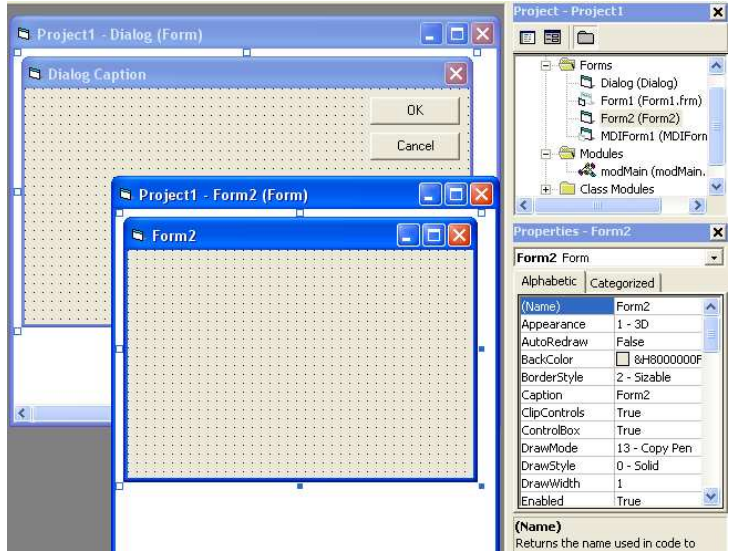 Project1 - Dialog (Form)
Dialog Caption
OK
Cancel
Project1 - Form2 (Form)
Form2
Project - Project1
Forms
Dialog (Dialog)
Form1 (Form1.frm)
Form2 (Form2)
MDIForm1 (MDIForn
Modules
modMain (modMain.
Class Modules
Properties - Form2
Form2 Form
Alphabetic Categorized
(Name) Form2
Appearance 1 - 3D
AutoRedraw False
BackColor &H8000000F
BorderStyle 2 - Sizable
Caption Form2
ClipControls True
ControlBox True
DrawMode 13 - Copy Pen
DrawStyle 0 - Solid
DrawWidth 1
Enabled True
(Name)
Returns the name used in code to